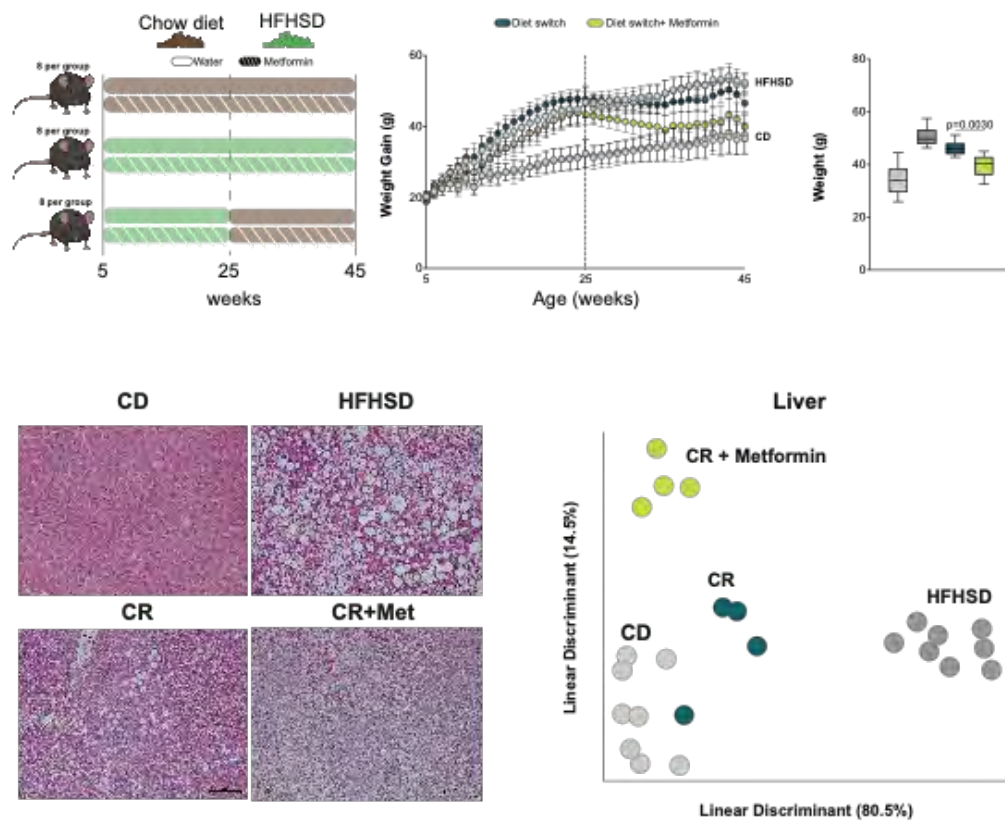 Chow diet HFHSD
Water Metformin
8 per group
8 per group
8 per group
5 25 45
weeks
Diet switch Diet switch+ Metformin
Weight Gain (g)
60
40
20
0
HFHSD
CD
5 25 45
Age (weeks)
Weight (g)
80
60
40
20
0
p=0.0030
CD HFHSD
CR CR+Met
Liver
CR + Metformin
CR
HFHSD
CD
Linear Discriminant (14.5%)
Linear Discriminant (80.5%)